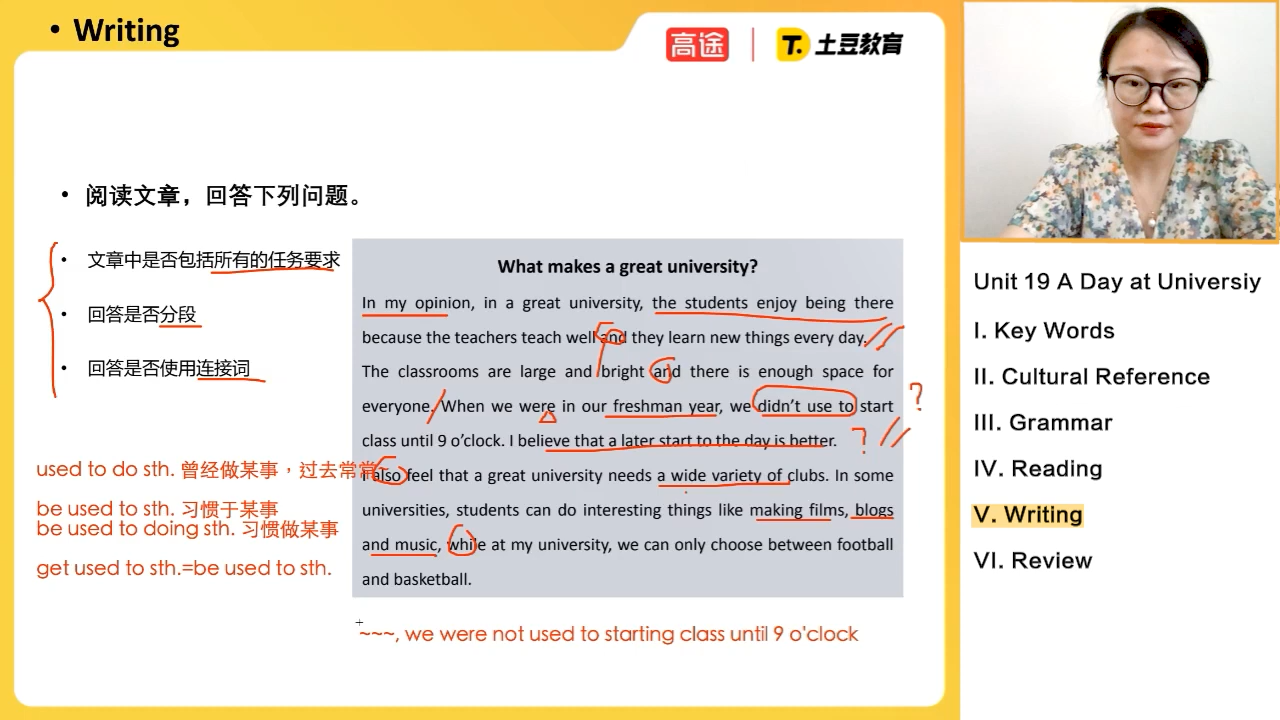 • Writing
高途
T. 土豆教育
• 阅读文章，回答下列问题。
• 文章中是否包括所有的任务要求
• 回答是否分段
• 回答是否使用连接词
used to do sth. 曾经做某事，过去常常~
be used to sth. 习惯于某事
be used to doing sth. 习惯做某事
get used to sth.=be used to sth.
What makes a great university?
In my opinion, in a great university, the students enjoy being there
because the teachers teach well and they learn new things every day.
The classrooms are large and bright and there is enough space for
everyone. When we were in our freshman year, we didn't use to start
class until 9 o'clock. I believe that a later start to the day is better.
I also feel that a great university needs a wide variety of clubs. In some
universities, students can do interesting things like making films, blogs
and music, while at my university, we can only choose between football
and basketball.
~~~, we were not used to starting class until 9 o'clock
Unit 19 A Day at Universiy
I. Key Words
II. Cultural Reference
III. Grammar
IV. Reading
V. Writing
VI. Review